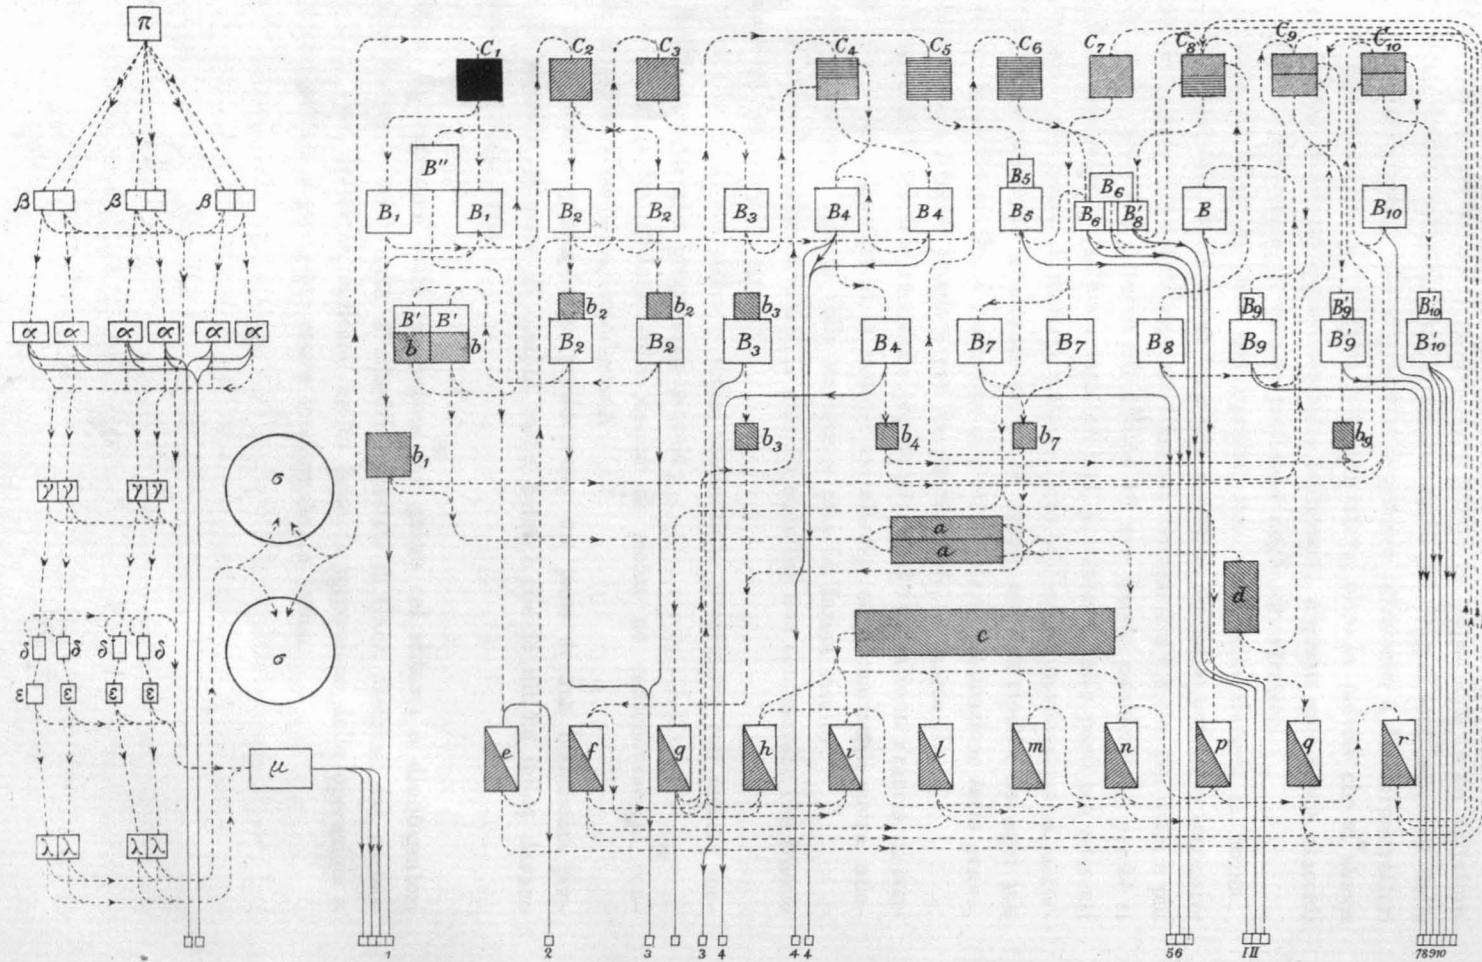 π
C₁ C₂ C₃ C₄ C₅ C₆ C₇ C₈ C₉ C₁₀
β β β
B″
B₁ B₁ B₂ B₂ B₃ B₄ B₄ B₅ B₅ B₆ B₆ B′₈ B B₁₀
α α α α α α
B′ B′ b₂ b₂ b₃ B₉ B′₉ B′₁₀
b b B₂ B₂ B₃ B₄ B₇ B₇ B₈ B₉ B′₉ B₁₀
b₁ b₃ b₄ b₇ b₉
γ γ γ γ
σ
a
a
d
c
δ δ δ δ
σ
ε ε ε ε
e f g h i l m n p q r
μ
λ λ λ λ
1 2 3 3 4 4 4 5 6 I II 7 8 9 10